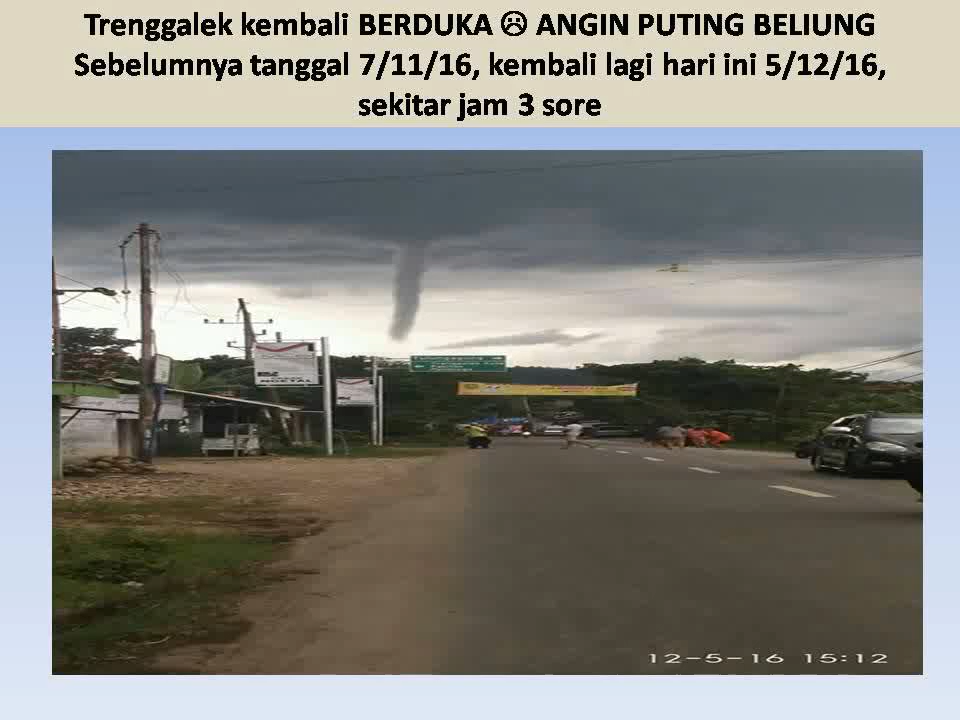 Trenggalek kembali BERDUKA ☹ ANGIN PUTING BELIUNG
Sebelumnya tanggal 7/11/16, kembali lagi hari ini 5/12/16,
sekitar jam 3 sore
NGETAL
12-5-16 15:12